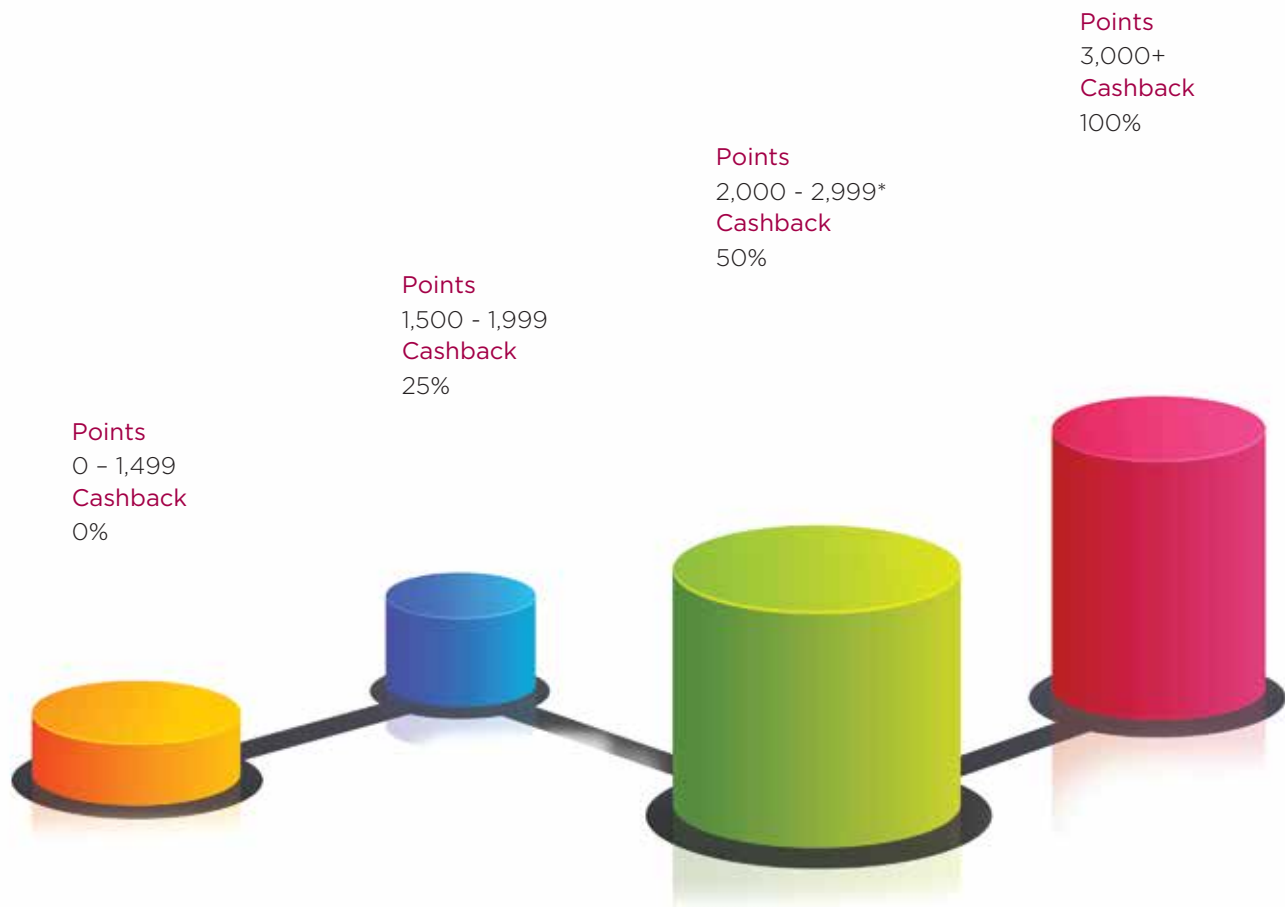 Points
0 – 1,499
Cashback
0%
Points
1,500 - 1,999
Cashback
25%
Points
2,000 - 2,999*
Cashback
50%
Points
3,000+
Cashback
100%